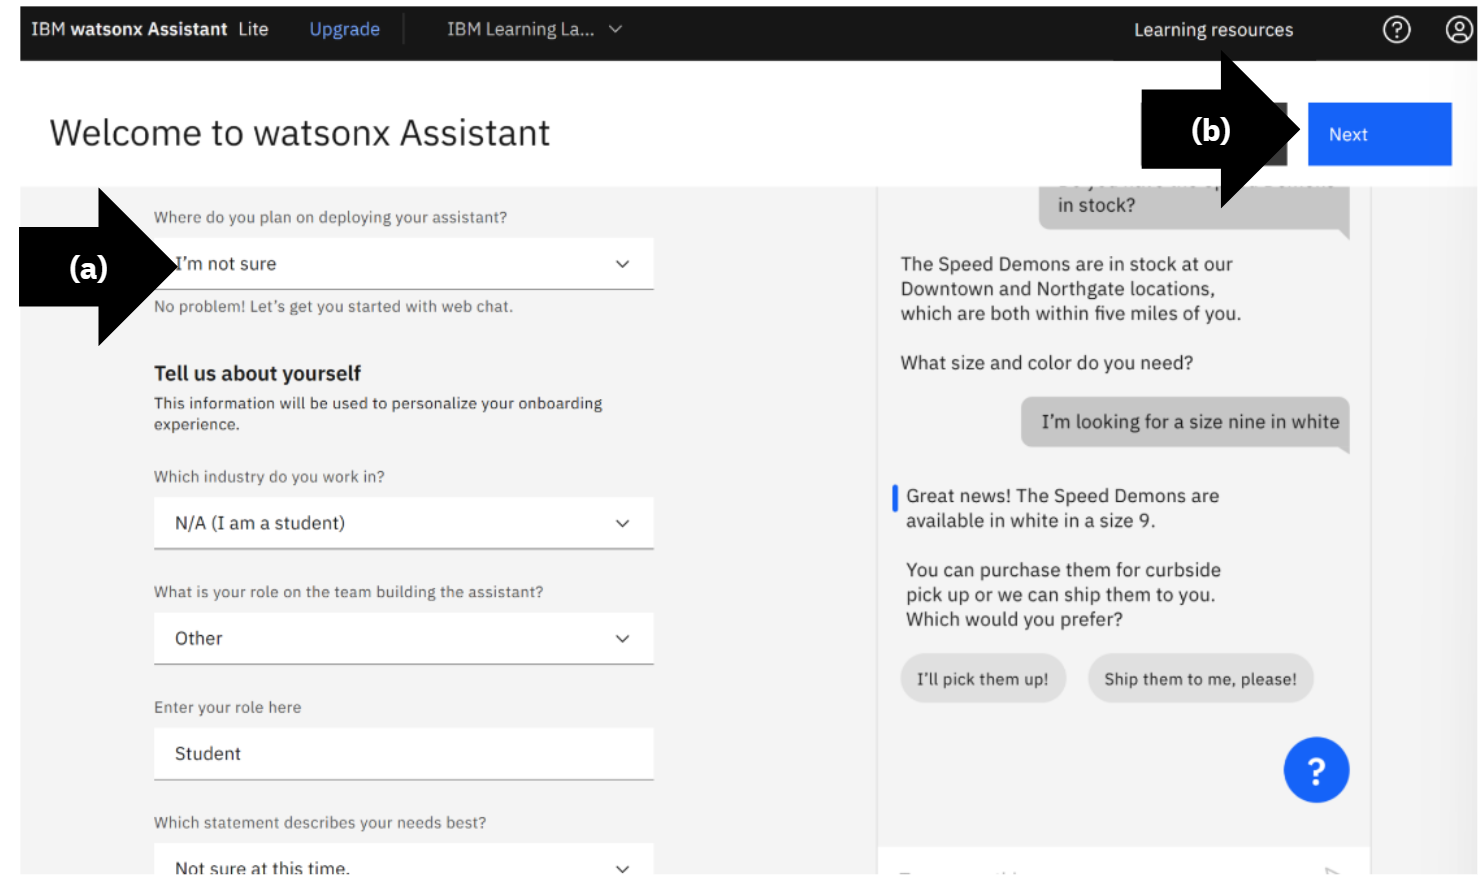 IBM watsonx Assistant Lite
Upgrade
IBM Learning La...
Learning resources
Welcome to watsonx Assistant
(b)
Next
Where do you plan on deploying your assistant?
(a)
I'm not sure
No problem! Let's get you started with web chat.
Tell us about yourself
This information will be used to personalize your onboarding
experience.
Which industry do you work in?
N/A (I am a student)
What is your role on the team building the assistant?
Other
Enter your role here
Student
Which statement describes your needs best?
Not sure at this time.
in stock?
The Speed Demons are in stock at our
Downtown and Northgate locations,
which are both within five miles of you.
What size and color do you need?
I'm looking for a size nine in white
Great news! The Speed Demons are
available in white in a size 9.
You can purchase them for curbside
pick up or we can ship them to you.
Which would you prefer?
I'll pick them up!
Ship them to me, please!
?